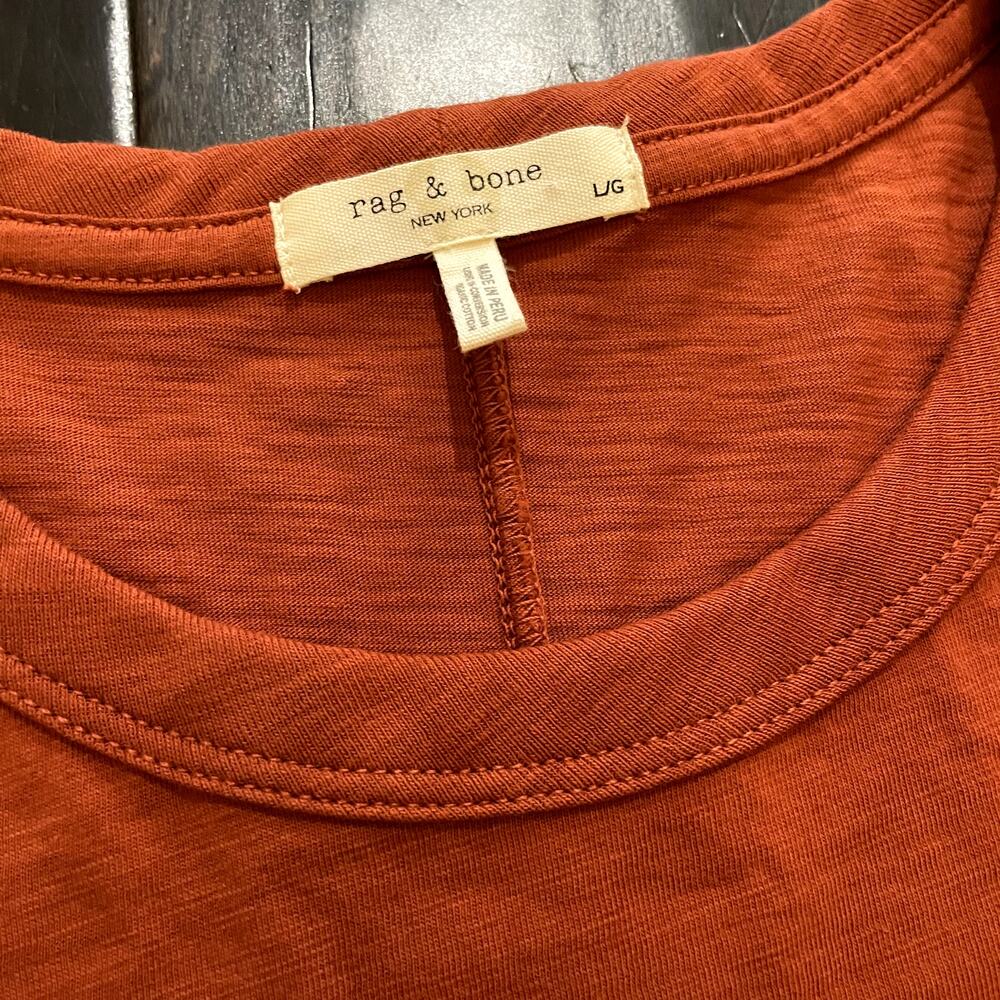 rag & bone
NEW YORK
L/G
MADE IN PERU